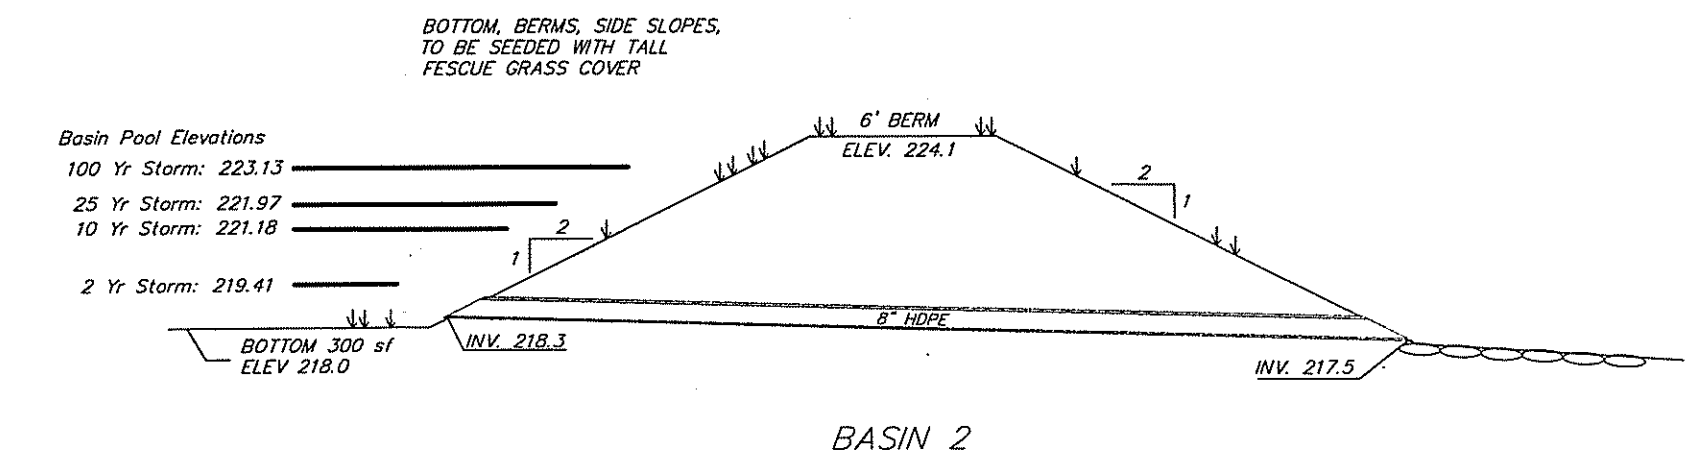 BOTTOM, BERMS, SIDE SLOPES,
TO BE SEEDED WITH TALL
FESCUE GRASS COVER
Basin Pool Elevations
100 Yr Storm: 223.13
25 Yr Storm: 221.97
10 Yr Storm: 221.18
2 Yr Storm: 219.41
6' BERM
ELEV. 224.1
2
1
2
1
8" HDPE
BOTTOM 300 sf
ELEV 218.0
INV. 218.3
INV. 217.5
BASIN 2